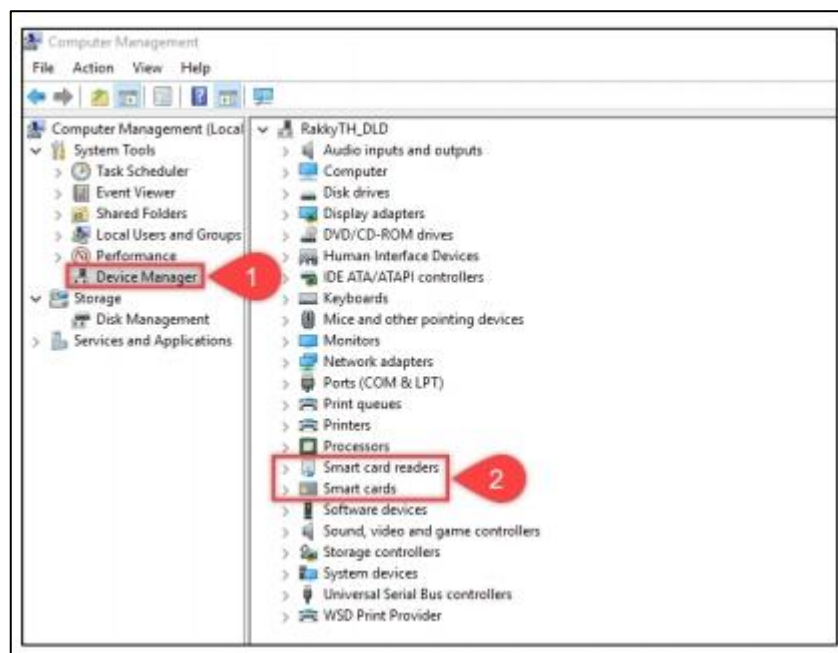 Computer Management
File Action View Help
Computer Management (Local
System Tools
Task Scheduler
Event Viewer
Shared Folders
Local Users and Groups
Performance
Device Manager
Storage
Disk Management
Services and Applications
1
RakkyTH_DLD
Audio inputs and outputs
Computer
Disk drives
Display adapters
DVD/CD-ROM drives
Human Interface Devices
IDE ATA/ATAPI controllers
Keyboards
Mice and other pointing devices
Monitors
Network adapters
Ports (COM & LPT)
Print queues
Printers
Processors
Smart card readers
Smart cards
2
Software devices
Sound, video and game controllers
Storage controllers
System devices
Universal Serial Bus controllers
WSD Print Provider